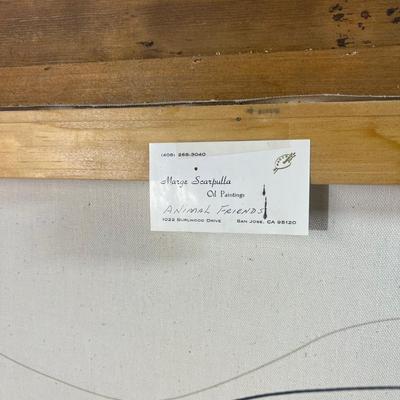 (408) 268-3040
Marge Scarpulla
Oil Paintings
ANIMAL FRIENDS
1022 BURLWOOD DRIVE SAN JOSE, CA 95120